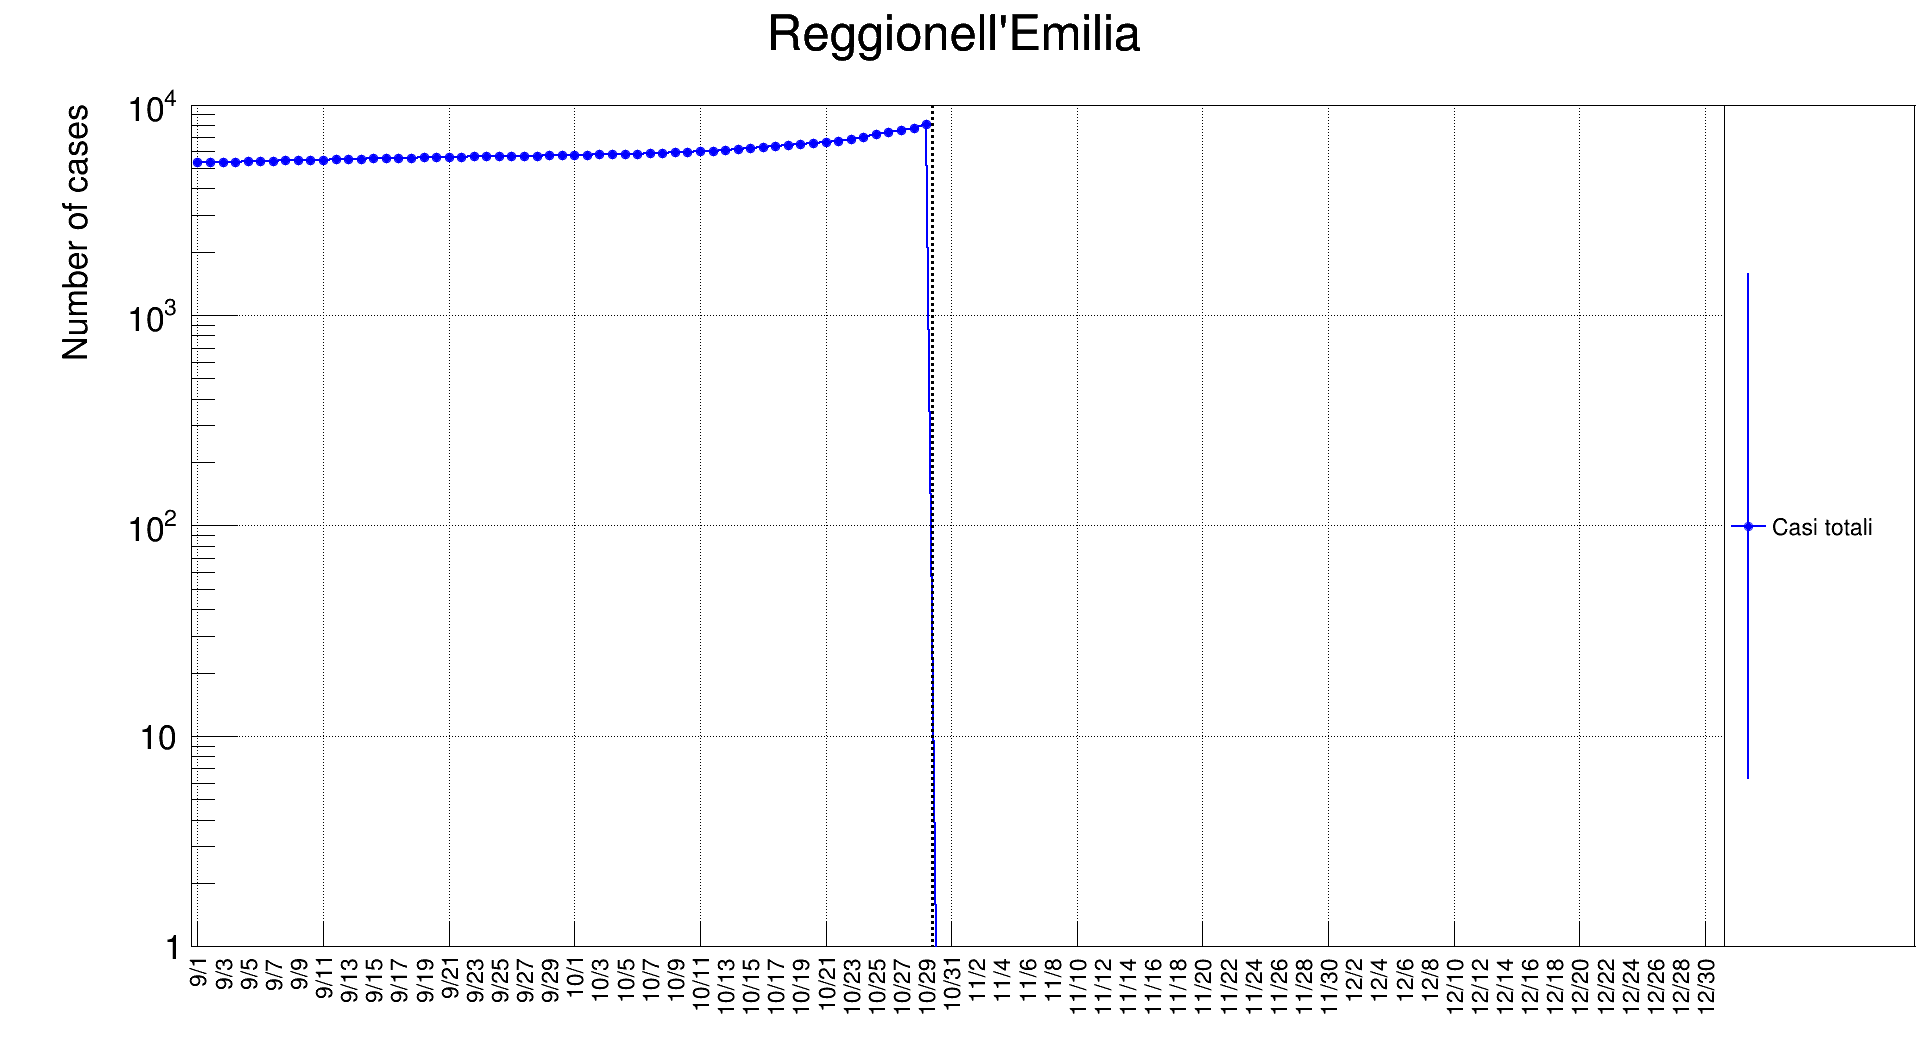 Reggionell'Emilia
Number of cases
10^4
10^3
10^2
10
1
9/1 9/3 9/5 9/7 9/9 9/11 9/13 9/15 9/17 9/19 9/21 9/23 9/25 9/27 9/29 10/1 10/3 10/5 10/7 10/9 10/11 10/13 10/15 10/17 10/19 10/21 10/23 10/25 10/27 10/29 10/31 11/2 11/4 11/6 11/8 11/10 11/12 11/14 11/16 11/18 11/20 11/22 11/24 11/26 11/28 11/30 12/2 12/4 12/6 12/8 12/10 12/12 12/14 12/16 12/18 12/20 12/22 12/24 12/26 12/28 12/30
Casi totali